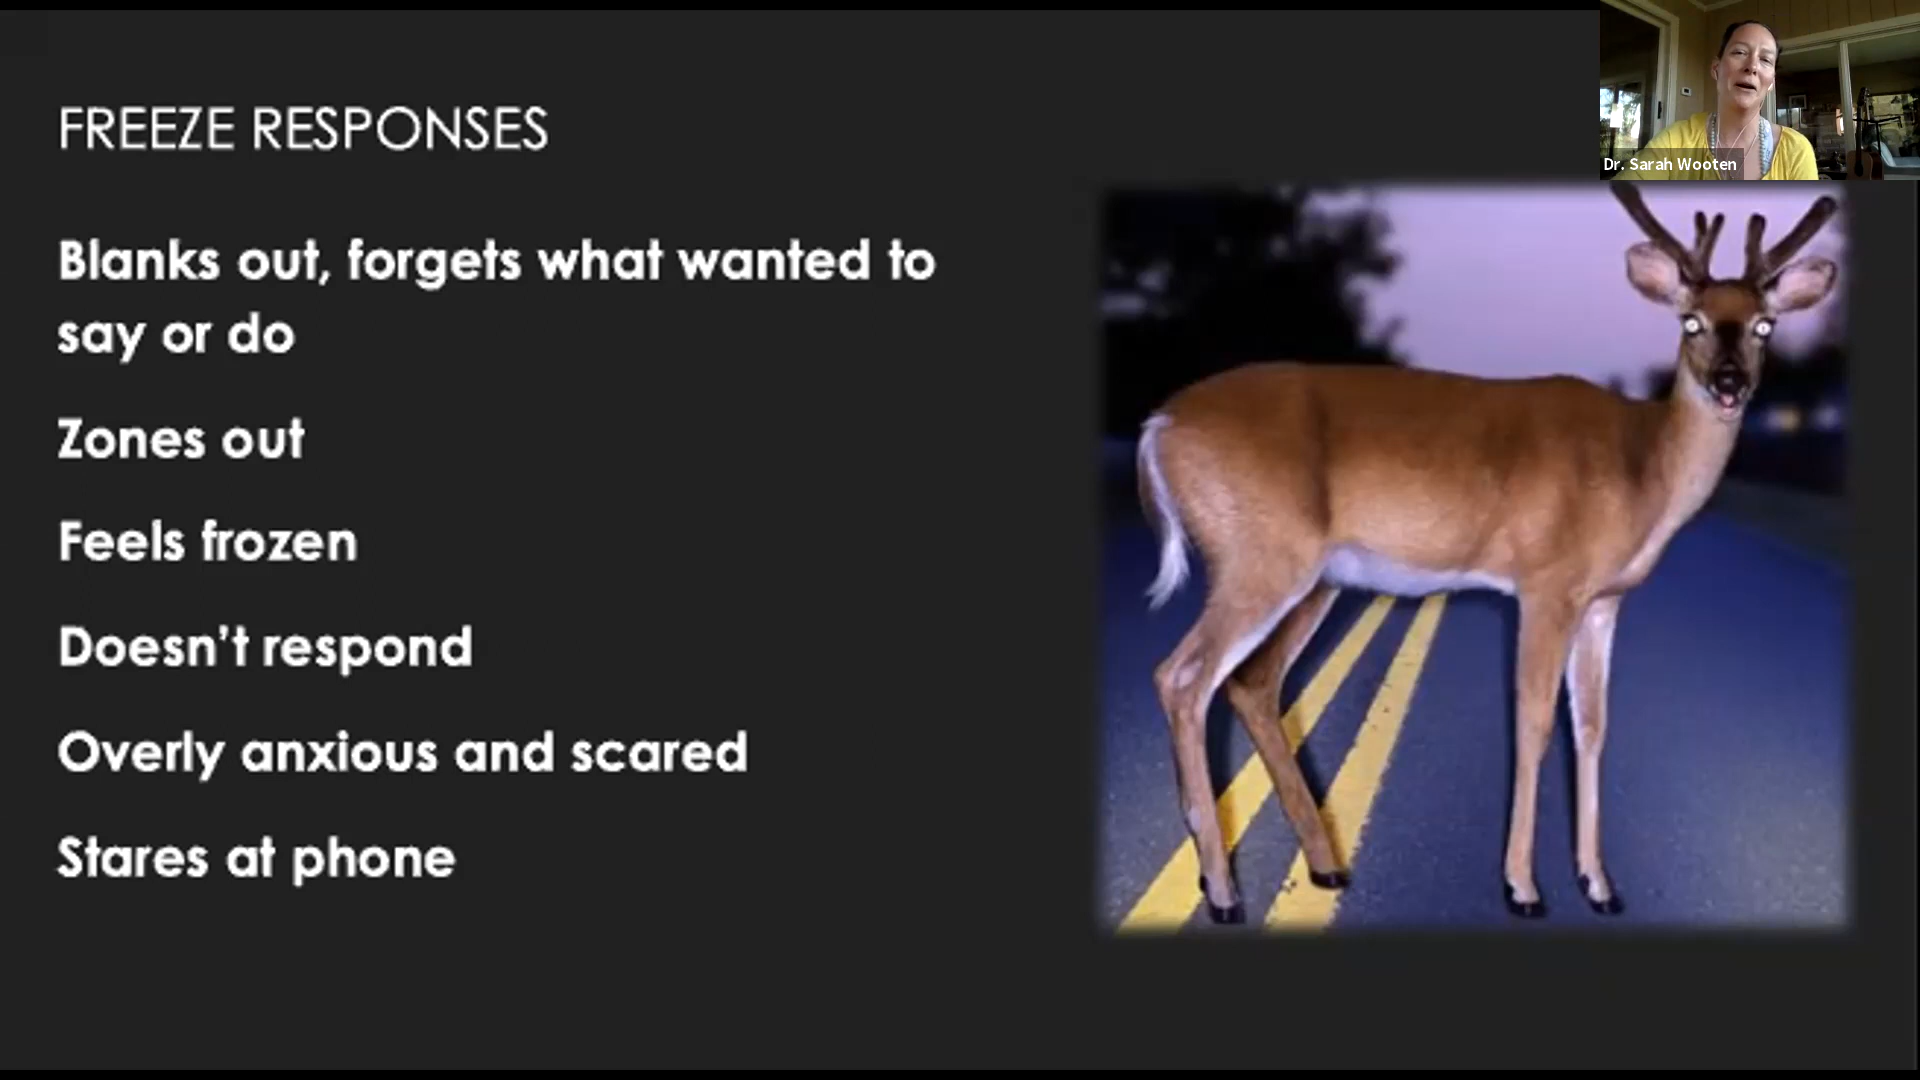 FREEZE RESPONSES
Blanks out, forgets what wanted to
say or do
Zones out
Feels frozen
Doesn't respond
Overly anxious and scared
Stares at phone
Dr. Sarah Wooten